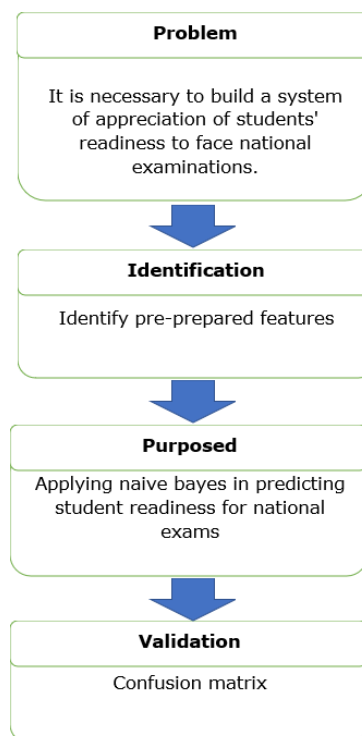 Problem
It is necessary to build a system
of appreciation of students'
readiness to face national
examinations.
Identification
Identify pre-prepared features
Purposed
Applying naive bayes in predicting
student readiness for national
exams
Validation
Confusion matrix